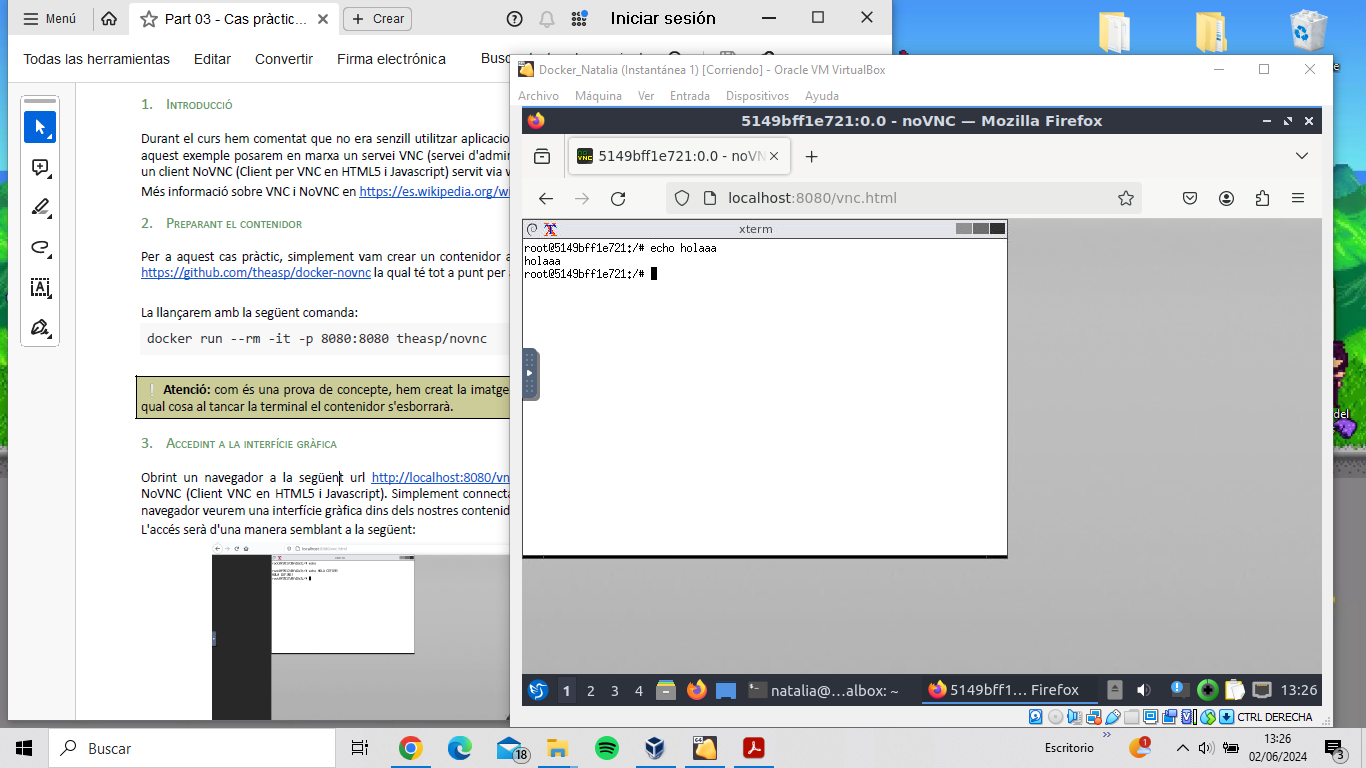 Menú
Part 03 - Cas pràctic...
Crear
Iniciar sesión
Todas las herramientas
Editar
Convertir
Firma electrónica
1. Introducció
Durant el curs hem comentat que no era senzill utilitzar aplicacio
aquest exemple posarem en marxa un servei VNC (servei d'admin
un client NoVNC (Client per VNC en HTML5 i Javascript) servit via w
Més informació sobre VNC i NoVNC en https://es.wikipedia.org/wi
2. Preparant el contenidor
Per a aquest cas pràctic, simplement vam crear un contenidor a
https://github.com/theasp/docker-novnc la qual té tot a punt per
La llançarem amb la següent comanda:
docker run --rm -it -p 8080:8080 theasp/novnc
Atenció: com és una prova de concepte, hem creat la imatge
qual cosa al tancar la terminal el contenidor s'esborrarà.
3. Accedint a la interfície gràfica
Obrint un navegador a la següent url http://localhost:8080/vn
NoVNC (Client VNC en HTML5 i Javascript). Simplement connecta
navegador veurem una interfície gràfica dins dels nostres contenid
L'accés serà d'una manera semblant a la següent:
Docker_Natalia (Instantánea 1) [Corriendo] - Oracle VM VirtualBox
Archivo
Máquina
Ver
Entrada
Dispositivos
Ayuda
5149bff1e721:0.0 - noVNC — Mozilla Firefox
5149bff1e721:0.0 - noVN
localhost:8080/vnc.html
xterm
root@5149bff1e721:/# echo holaaa
holaaa
root@5149bff1e721:/#
1 2 3 4
natalia@...albox: ~
5149bff1... Firefox
13:26
CTRL DERECHA
Buscar
18
Escritorio
1
13:26
02/06/2024
3